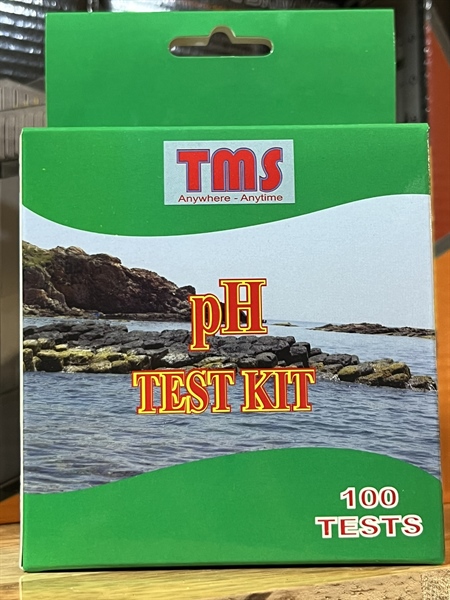 TMS
Anywhere - Anytime
pH
TEST KIT
100
TESTS